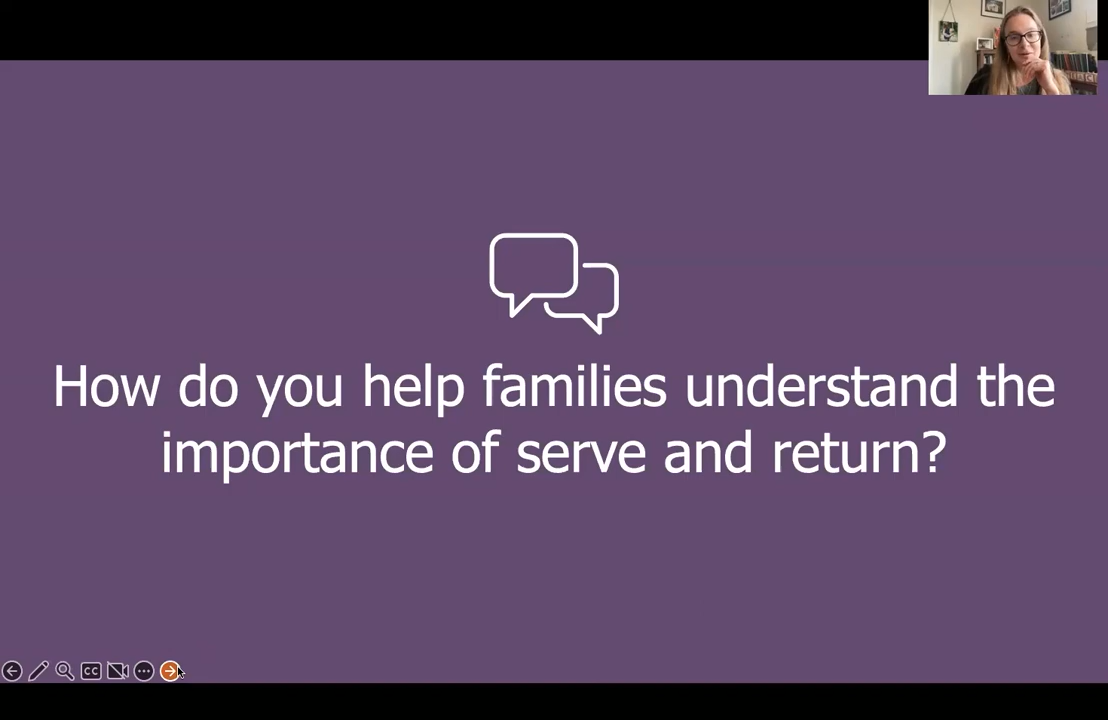 How do you help families understand the
importance of serve and return?
CC